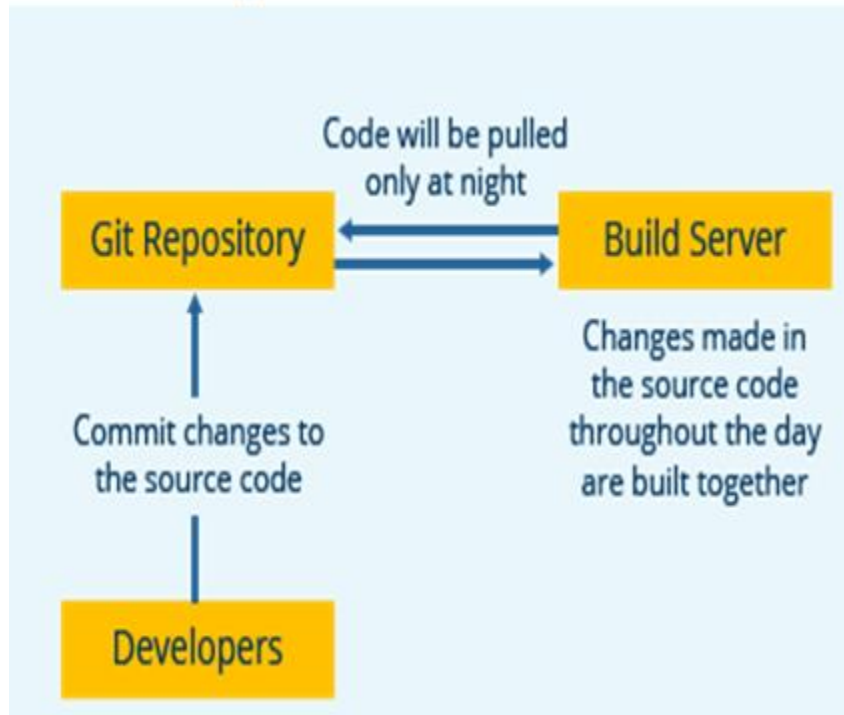 Code will be pulled
only at night
Git Repository
Build Server
Changes made in
the source code
throughout the day
are built together
Commit changes to
the source code
Developers